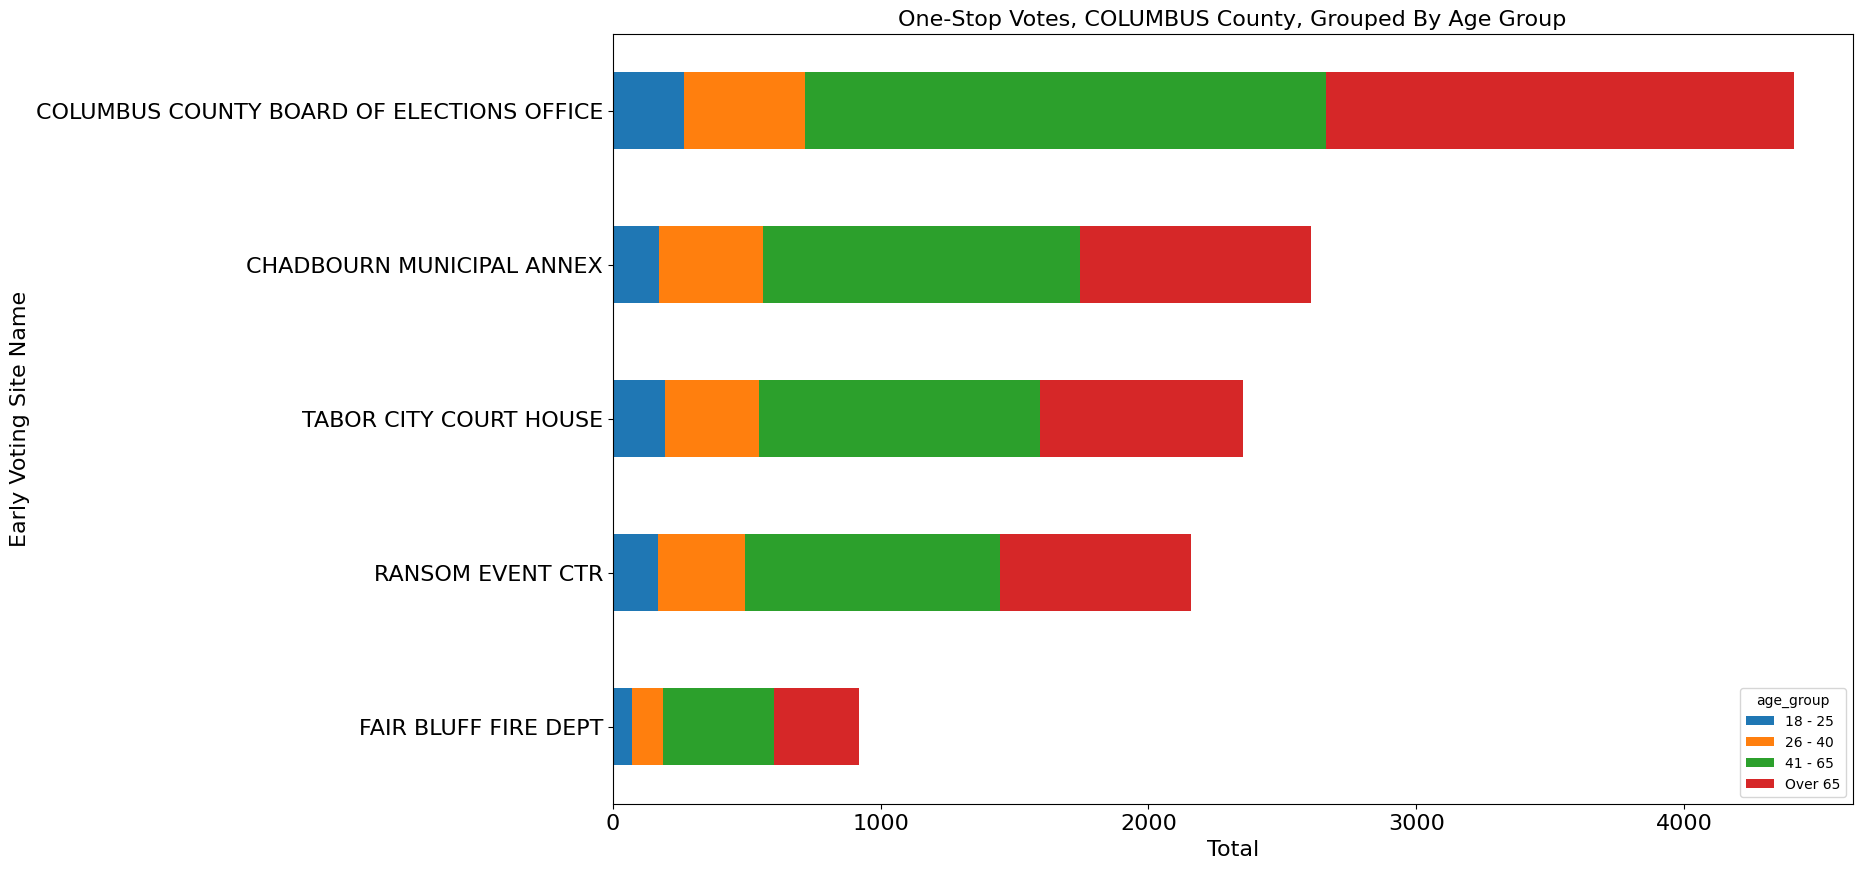 One-Stop Votes, COLUMBUS County, Grouped By Age Group
Early Voting Site Name
COLUMBUS COUNTY BOARD OF ELECTIONS OFFICE
CHADBOURN MUNICIPAL ANNEX
TABOR CITY COURT HOUSE
RANSOM EVENT CTR
FAIR BLUFF FIRE DEPT
age_group
18 - 25
26 - 40
41 - 65
Over 65
0 1000 2000 3000 4000
Total